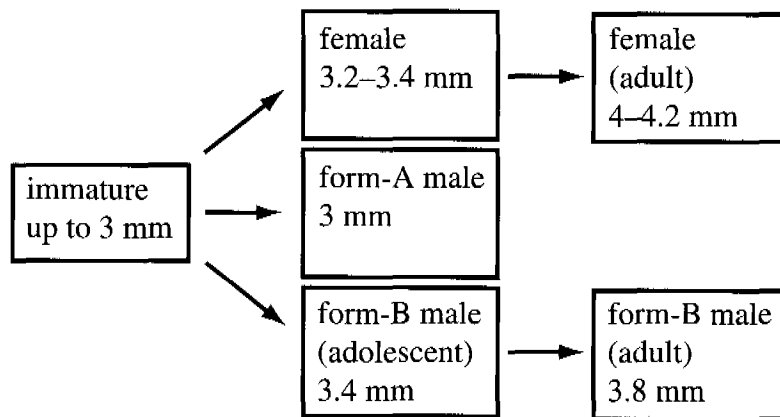 female
3.2–3.4 mm
female
(adult)
4–4.2 mm
immature
up to 3 mm
form-A male
3 mm
form-B male
(adolescent)
3.4 mm
form-B male
(adult)
3.8 mm